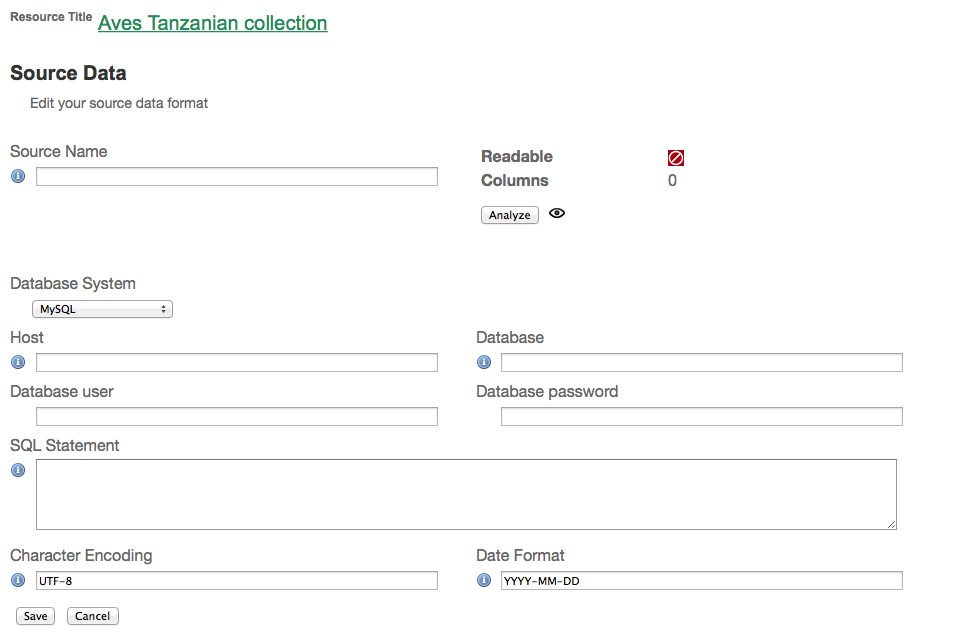 Resource Title Aves Tanzanian collection
Source Data
Edit your source data format
Source Name
Readable
Columns 0
Analyze
Database System
MySQL
Host Database
Database user Database password
SQL Statement
Character Encoding Date Format
UTF-8 YYYY-MM-DD
Save Cancel